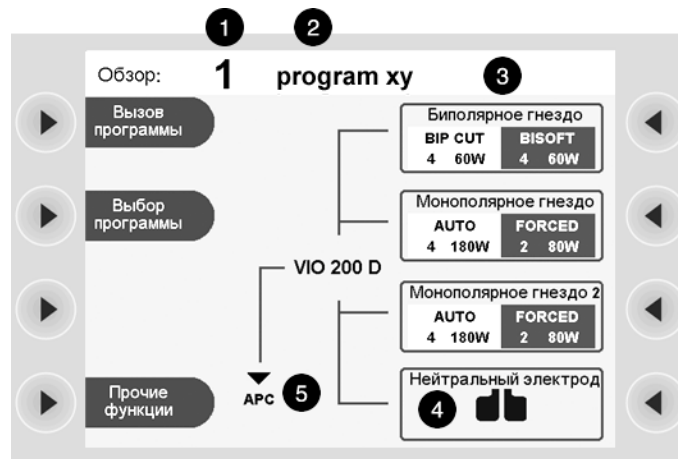 1 2
Обзор: 1 program xy 3
Вызов
программы
Биполярное гнездо
BIP CUT BISOFT
4 60W 4 60W
Выбор
программы
Монополярное гнездо
AUTO FORCED
4 180W 2 80W
VIO 200 D
Монополярное гнездо 2
AUTO FORCED
4 180W 2 80W
Прочие
функции
APC 5
Нейтральный электрод
4